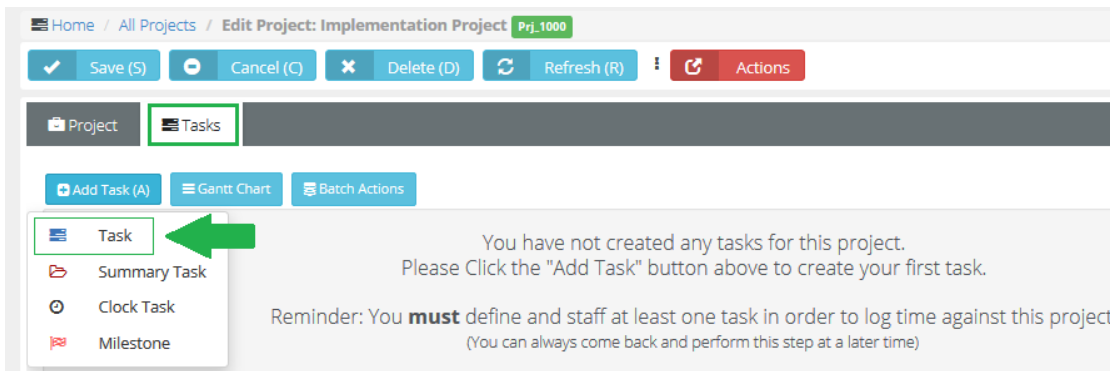 Home / All Projects / Edit Project: Implementation Project Prj_1000
Save (S) Cancel (C) Delete (D) Refresh (R) Actions
Project Tasks
Add Task (A) Gantt Chart Batch Actions
Task
You have not created any tasks for this project.
Please Click the "Add Task" button above to create your first task.
Summary Task
Clock Task
Reminder: You must define and staff at least one task in order to log time against this project
Milestone
(You can always come back and perform this step at a later time)